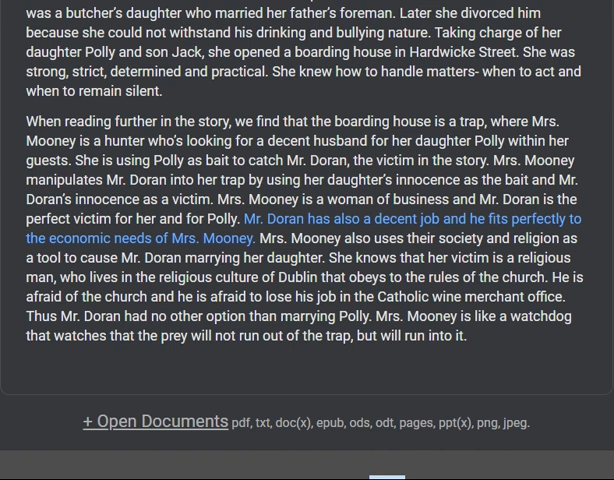 was a butcher's daughter who married her father's foreman. Later she divorced him
because she could not withstand his drinking and bullying nature. Taking charge of her
daughter Polly and son Jack, she opened a boarding house in Hardwicke Street. She was
strong, strict, determined and practical. She knew how to handle matters- when to act and
when to remain silent.
When reading further in the story, we find that the boarding house is a trap, where Mrs.
Mooney is a hunter who's looking for a decent husband for her daughter Polly within her
guests. She is using Polly as bait to catch Mr. Doran, the victim in the story. Mrs. Mooney
manipulates Mr. Doran into her trap by using her daughter's innocence as the bait and Mr.
Doran's innocence as a victim. Mrs. Mooney is a woman of business and Mr. Doran is the
perfect victim for her and for Polly. Mr. Doran has also a decent job and he fits perfectly to
the economic needs of Mrs. Mooney. Mrs. Mooney also uses their society and religion as
a tool to cause Mr. Doran marrying her daughter. She knows that her victim is a religious
man, who lives in the religious culture of Dublin that obeys to the rules of the church. He is
afraid of the church and he is afraid to lose his job in the Catholic wine merchant office.
Thus Mr. Doran had no other option than marrying Polly. Mrs. Mooney is like a watchdog
that watches that the prey will not run out of the trap, but will run into it.
+ Open Documents pdf, txt, doc(x), epub, ods, odt, pages, ppt(x), png, jpeg.